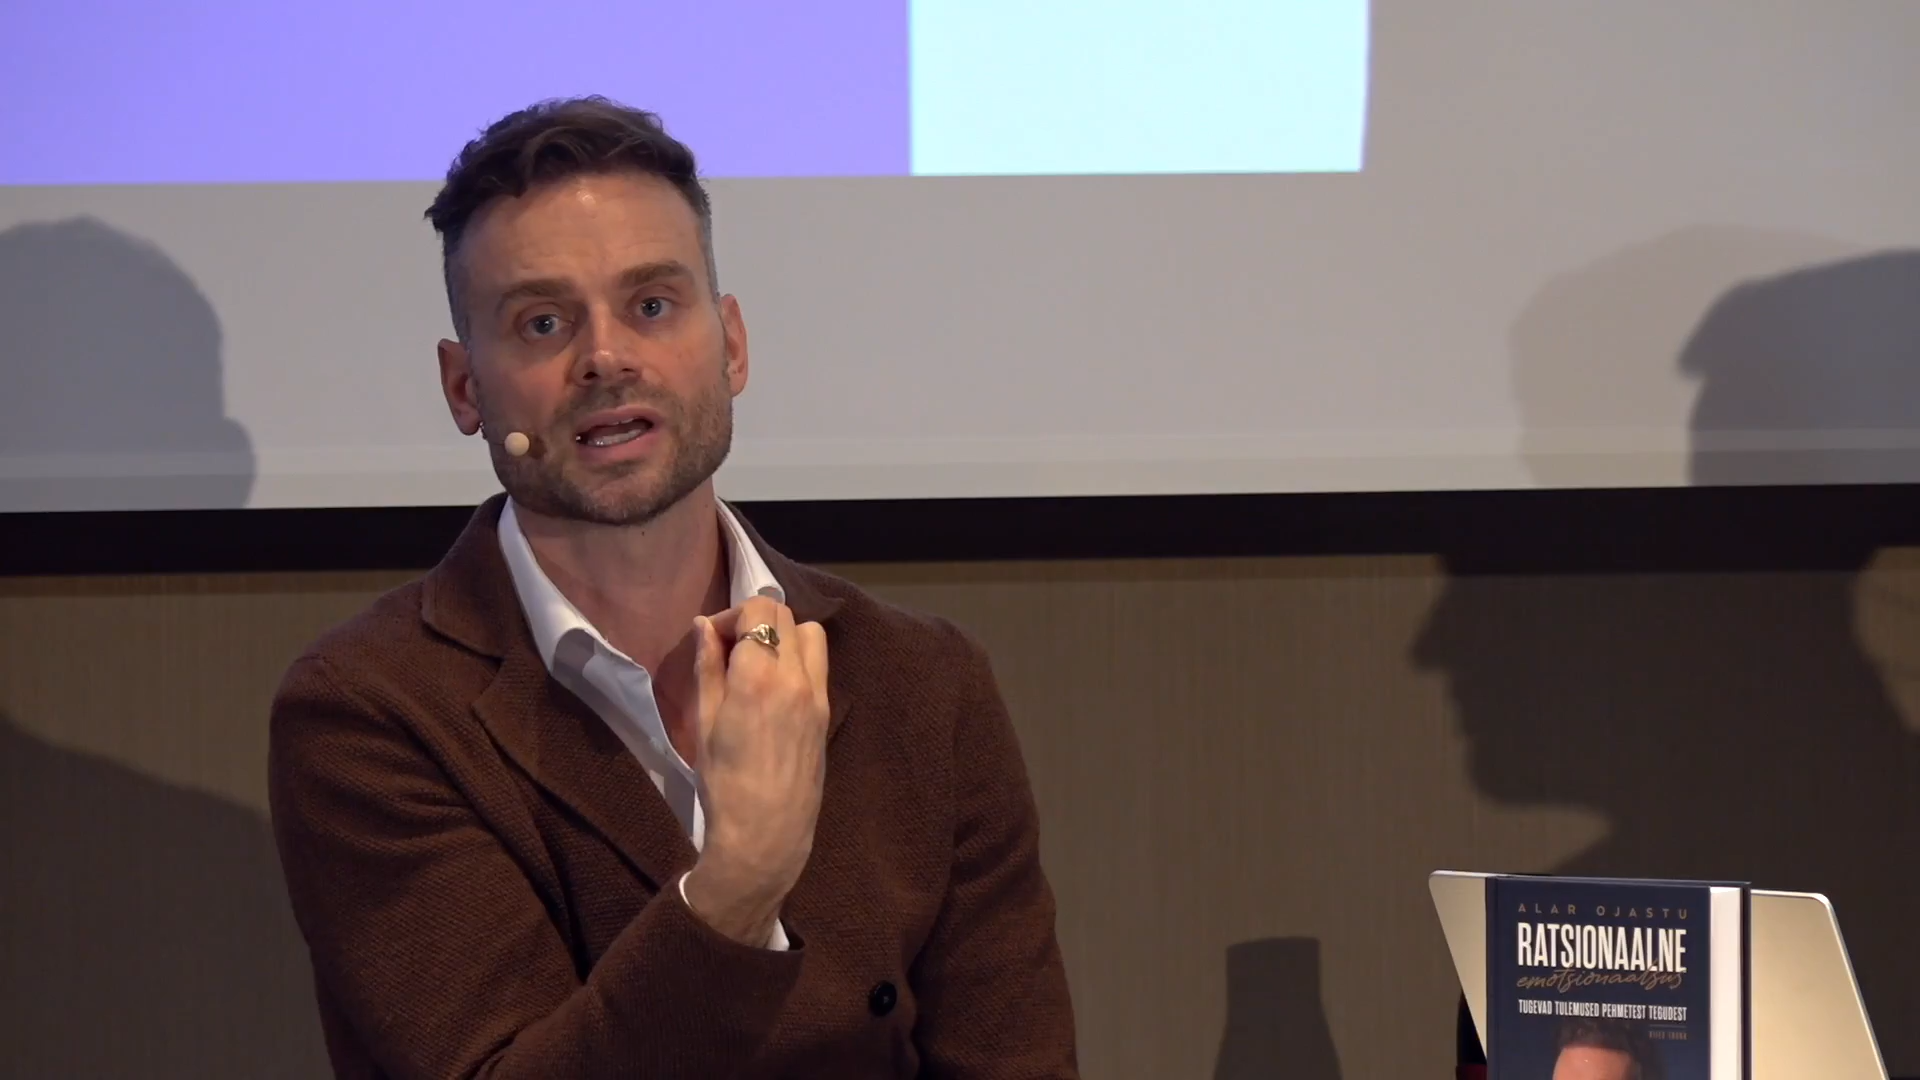 ALAR OJASTU
RATSIONAALNE
emotsionaalsus
TUGEVAD TULEMUSED PEHMETEST TEGUDEST